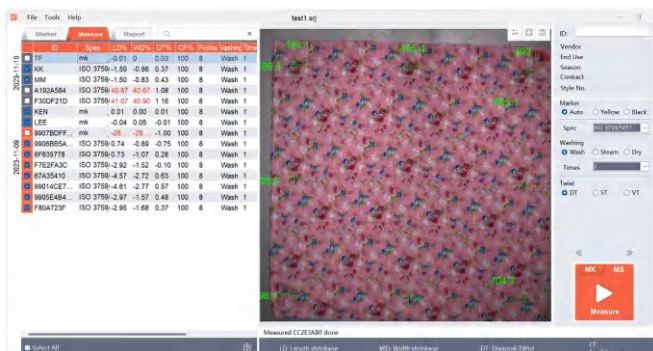 File Tools Help test1.srj
Marker Measure Report ID:
ID Spec LD% WD% DT% CF% Points Washing Time
2023-11-10
TF mk -0.01 0 0.03 100 8 Wash 1
KK ISO 3759 -1.50 -0.86 0.37 100 8 Wash 1
MM ISO 3759 -1.50 -0.83 0.43 100 8 Wash 1
A192A584 ISO 3759 40.67 40.67 1.08 100 8 Wash 1
F30DF21D ISO 3759 41.07 40.90 1.16 100 8 Wash 1
KEN mk 0.01 0.00 0.01 100 8 Wash 1
LEE mk -0.04 0.05 -0.01 100 8 Wash 1
2023-11-09
9907BDFF... mk -28.... -29.... -1.00 100 8 Wash 1
9906BB5A... ISO 3759 0.74 -0.89 -0.75 100 8 Wash 1
8F635778 ISO 3759 0.73 -1.07 0.28 100 8 Wash 1
F7E2FA3C ISO 3759 -2.92 -1.52 -0.10 100 8 Wash 1
67A35410 ISO 3759 -4.57 -2.72 0.63 100 8 Wash 1
99014CE7... ISO 3759 -4.61 -2.77 0.57 100 8 Wash 1
9905E4B4... ISO 3759 -2.97 -1.57 0.48 100 8 Wash 1
F80A723F ISO 3759 -2.95 -1.68 0.37 100 8 Wash 1
Select All
Vendor
End Use
Season
Contract
Style No.
Marker
Auto Yellow Black
Spec
Washing
Wash Steam Dry
Times
Twist
DT ST VT
MK MS
Measure
Measured CC2E3AB0 done
LD: Length shrinkage WD: Width shrinkage DT: Diagonal TWist